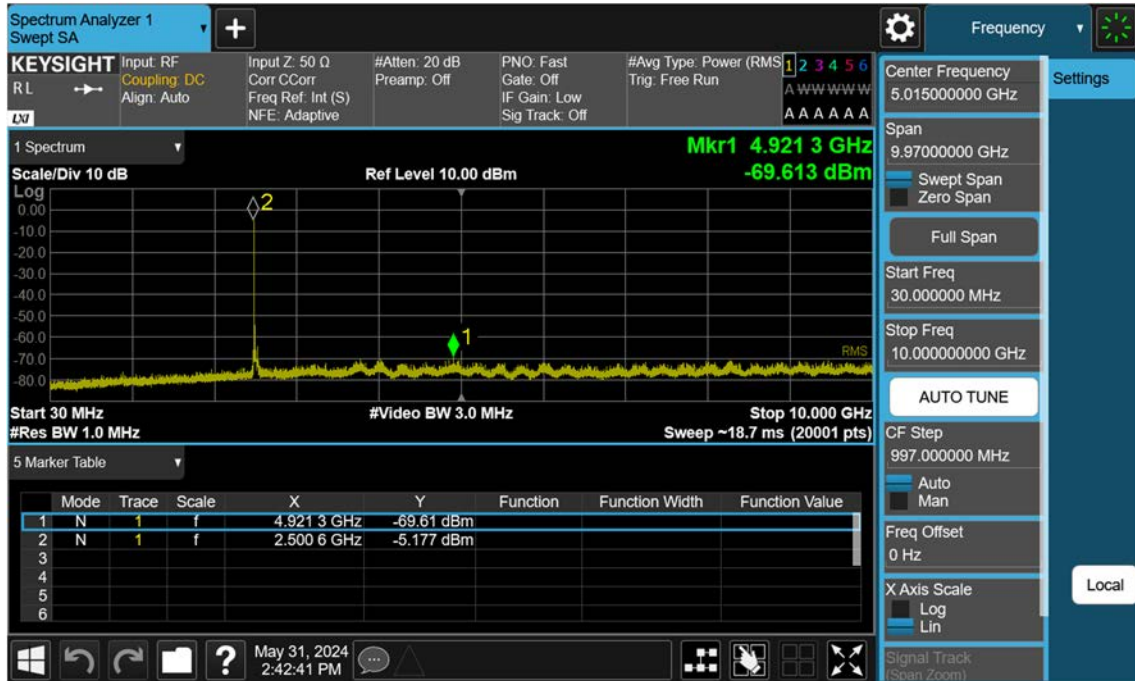 Spectrum Analyzer 1
Swept SA
+
Frequency
KEYSIGHT
R L
LXI
Input: RF
Coupling: DC
Align: Auto
Input Z: 50 Ω
Corr CCorr
Freq Ref: Int (S)
NFE: Adaptive
#Atten: 20 dB
Preamp: Off
PNO: Fast
Gate: Off
IF Gain: Low
Sig Track: Off
#Avg Type: Power (RMS
Trig: Free Run
1 2 3 4 5 6
A W W W W W
A A A A A A
1 Spectrum
Scale/Div 10 dB
Ref Level 10.00 dBm
Mkr1 4.921 3 GHz
-69.613 dBm
Log
0.00
-10.0
-20.0
-30.0
-40.0
-50.0
-60.0
-70.0
-80.0
2
1
RMS
Start 30 MHz
#Video BW 3.0 MHz
Stop 10.000 GHz
#Res BW 1.0 MHz
Sweep ~18.7 ms (20001 pts)
5 Marker Table
Mode Trace Scale X Y Function Function Width Function Value
1 N 1 f 4.921 3 GHz -69.61 dBm
2 N 1 f 2.500 6 GHz -5.177 dBm
3
4
5
6
?
May 31, 2024
2:42:41 PM
Center Frequency
5.015000000 GHz
Span
9.97000000 GHz
Swept Span
Zero Span
Full Span
Start Freq
30.000000 MHz
Stop Freq
10.000000000 GHz
AUTO TUNE
CF Step
997.000000 MHz
Auto
Man
Freq Offset
0 Hz
X Axis Scale
Log
Lin
Signal Track
(Span Zoom)
Settings
Local